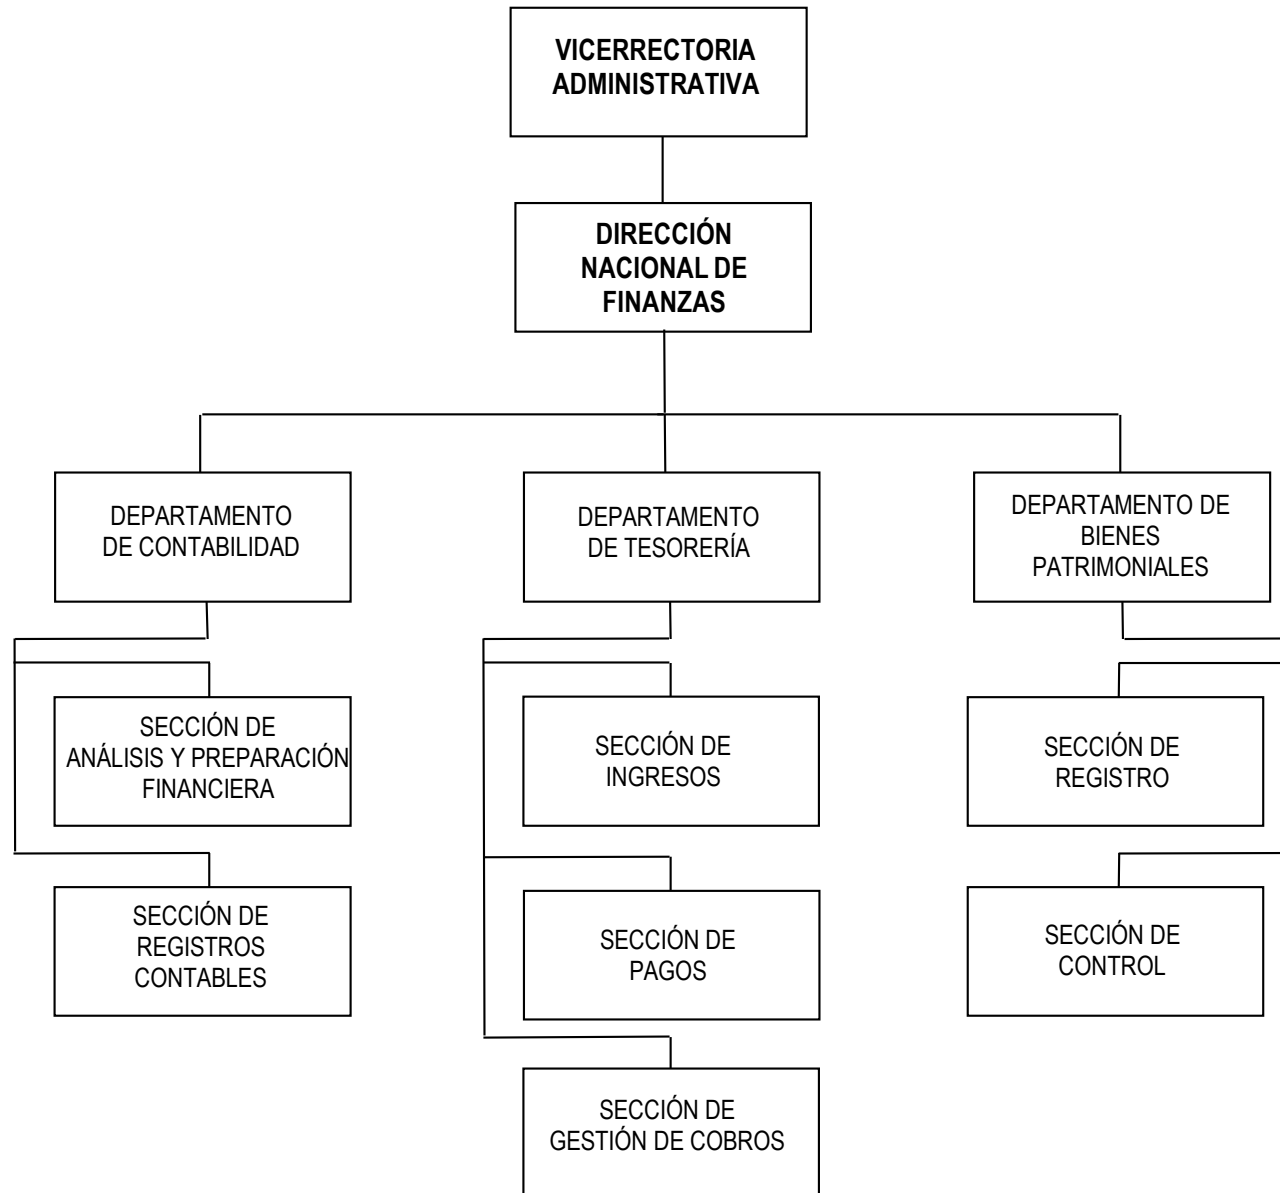 VICERRECTORIA
ADMINISTRATIVA
DIRECCIÓN
NACIONAL DE
FINANZAS
DEPARTAMENTO
DE CONTABILIDAD
DEPARTAMENTO
DE TESORERÍA
DEPARTAMENTO DE
BIENES
PATRIMONIALES
SECCIÓN DE
ANÁLISIS Y PREPARACIÓN
FINANCIERA
SECCIÓN DE
INGRESOS
SECCIÓN DE
REGISTRO
SECCIÓN DE
REGISTROS
CONTABLES
SECCIÓN DE
PAGOS
SECCIÓN DE
CONTROL
SECCIÓN DE
GESTIÓN DE COBROS